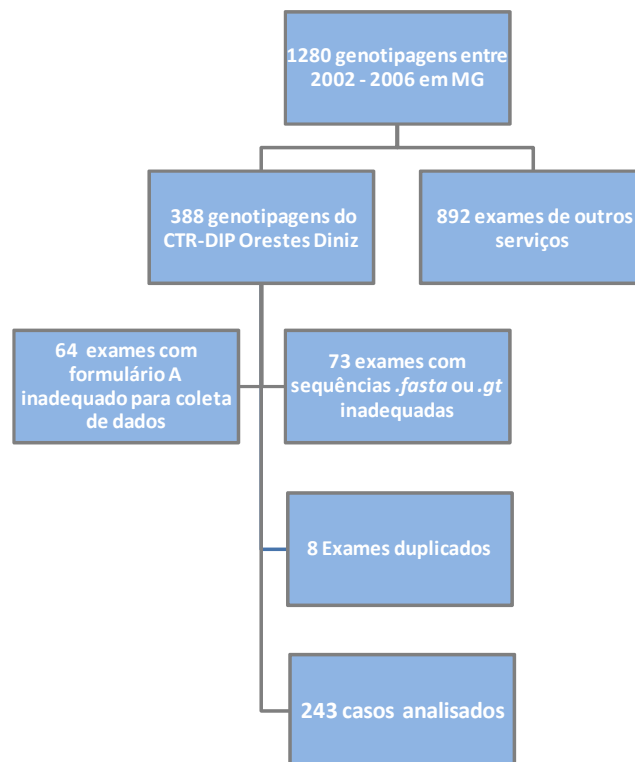 1280 genotipagens entre
2002 - 2006 em MG
388 genotipagens do
CTR-DIP Orestes Diniz
892 exames de outros
serviços
64 exames com
formulário A
inadequado para coleta
de dados
73 exames com
sequências .fasta ou .gt
inadequadas
8 Exames duplicados
243 casos analisados